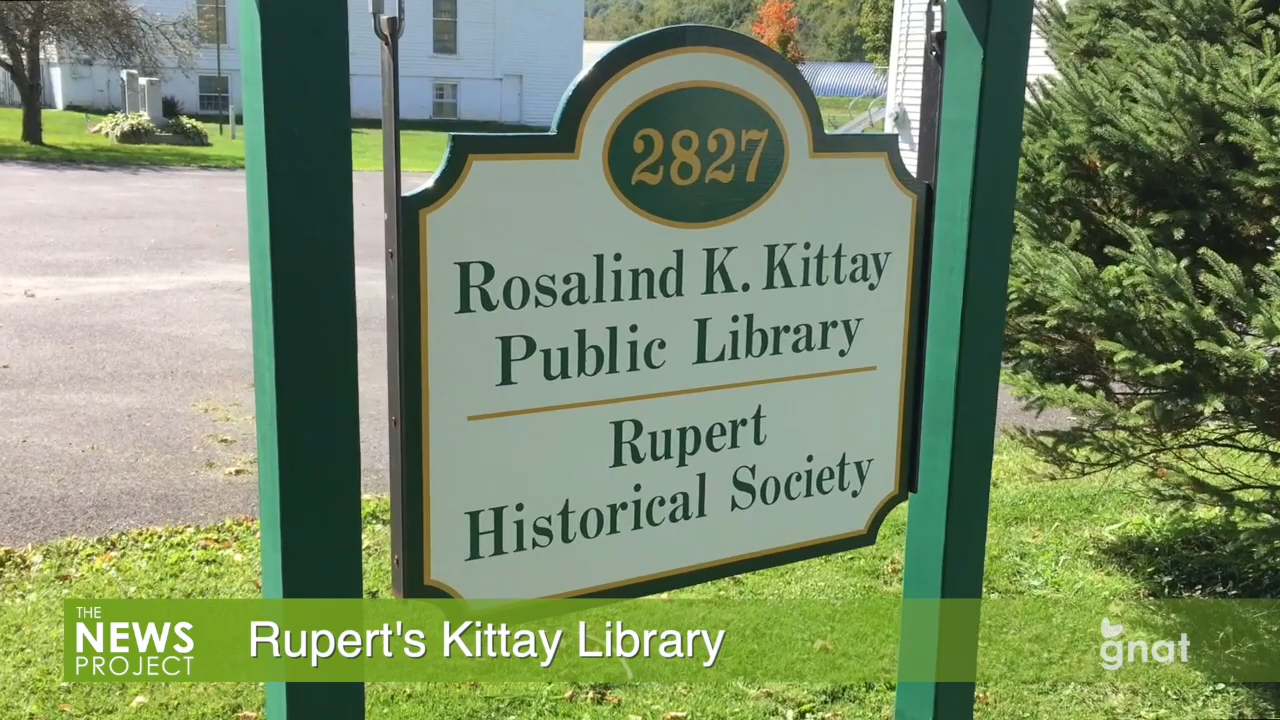 2827
Rosalind K. Kittay
Public Library
Rupert
Historical Society
THE
NEWS
PROJECT
Rupert's Kittay Library
gnat